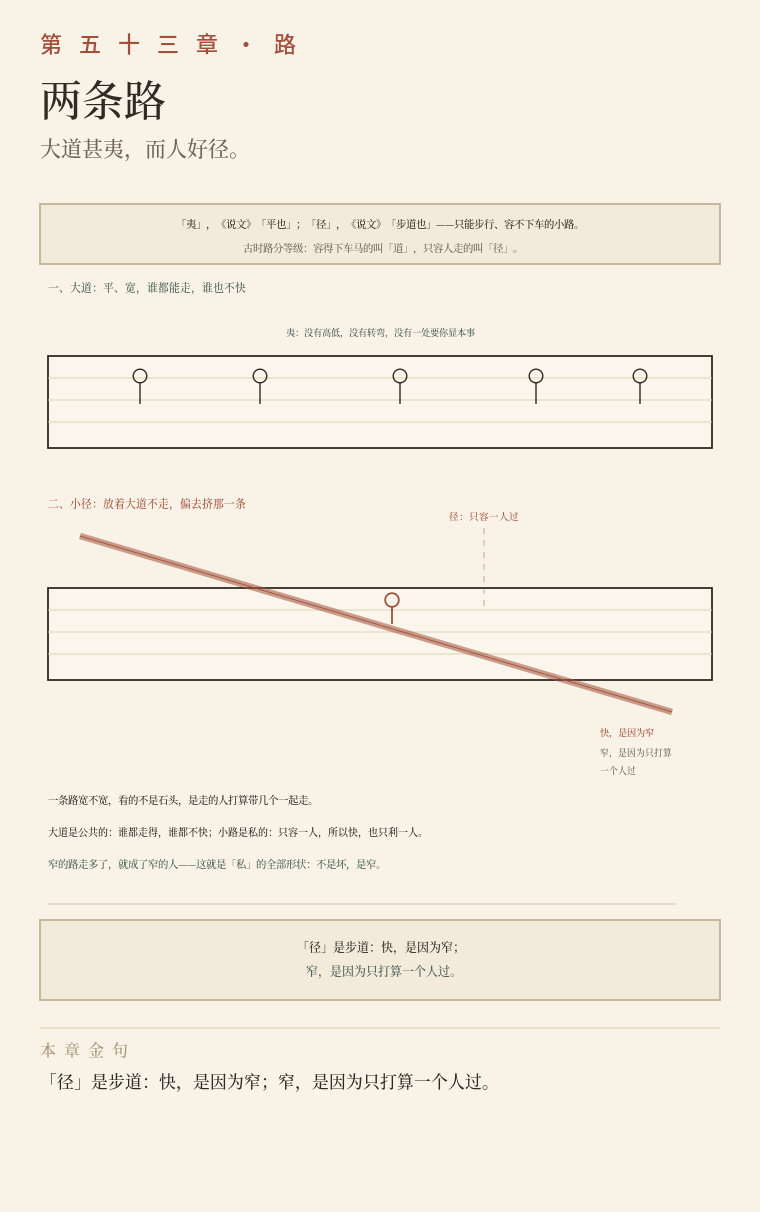 第五十三章·路
两条路
大道甚夷，而人好径。
「夷」，《说文》「平也」；「径」，《说文》「步道也」——只能步行、容不下车的小路。
古时路分等级：容得下车马的叫「道」，只容人走的叫「径」。
一、大道：平、宽，谁都能走，谁也不快
夷：没有高低，没有转弯，没有一处要你显本事
二、小径：放着大道不走，偏去挤那一条
径：只容一人过
快，是因为窄
窄，是因为只打算
一个人过
一条路宽不宽，看的不是石头，是走的人打算带几个一起走。
大道是公共的：谁都走得，谁都不快；小路是私的：只容一人，所以快，也只利一人。
窄的路走多了，就成了窄的人——这就是「私」的全部形状：不是坏，是窄。
「径」是步道：快，是因为窄；
窄，是因为只打算一个人过。
本章金句
「径」是步道：快，是因为窄；窄，是因为只打算一个人过。